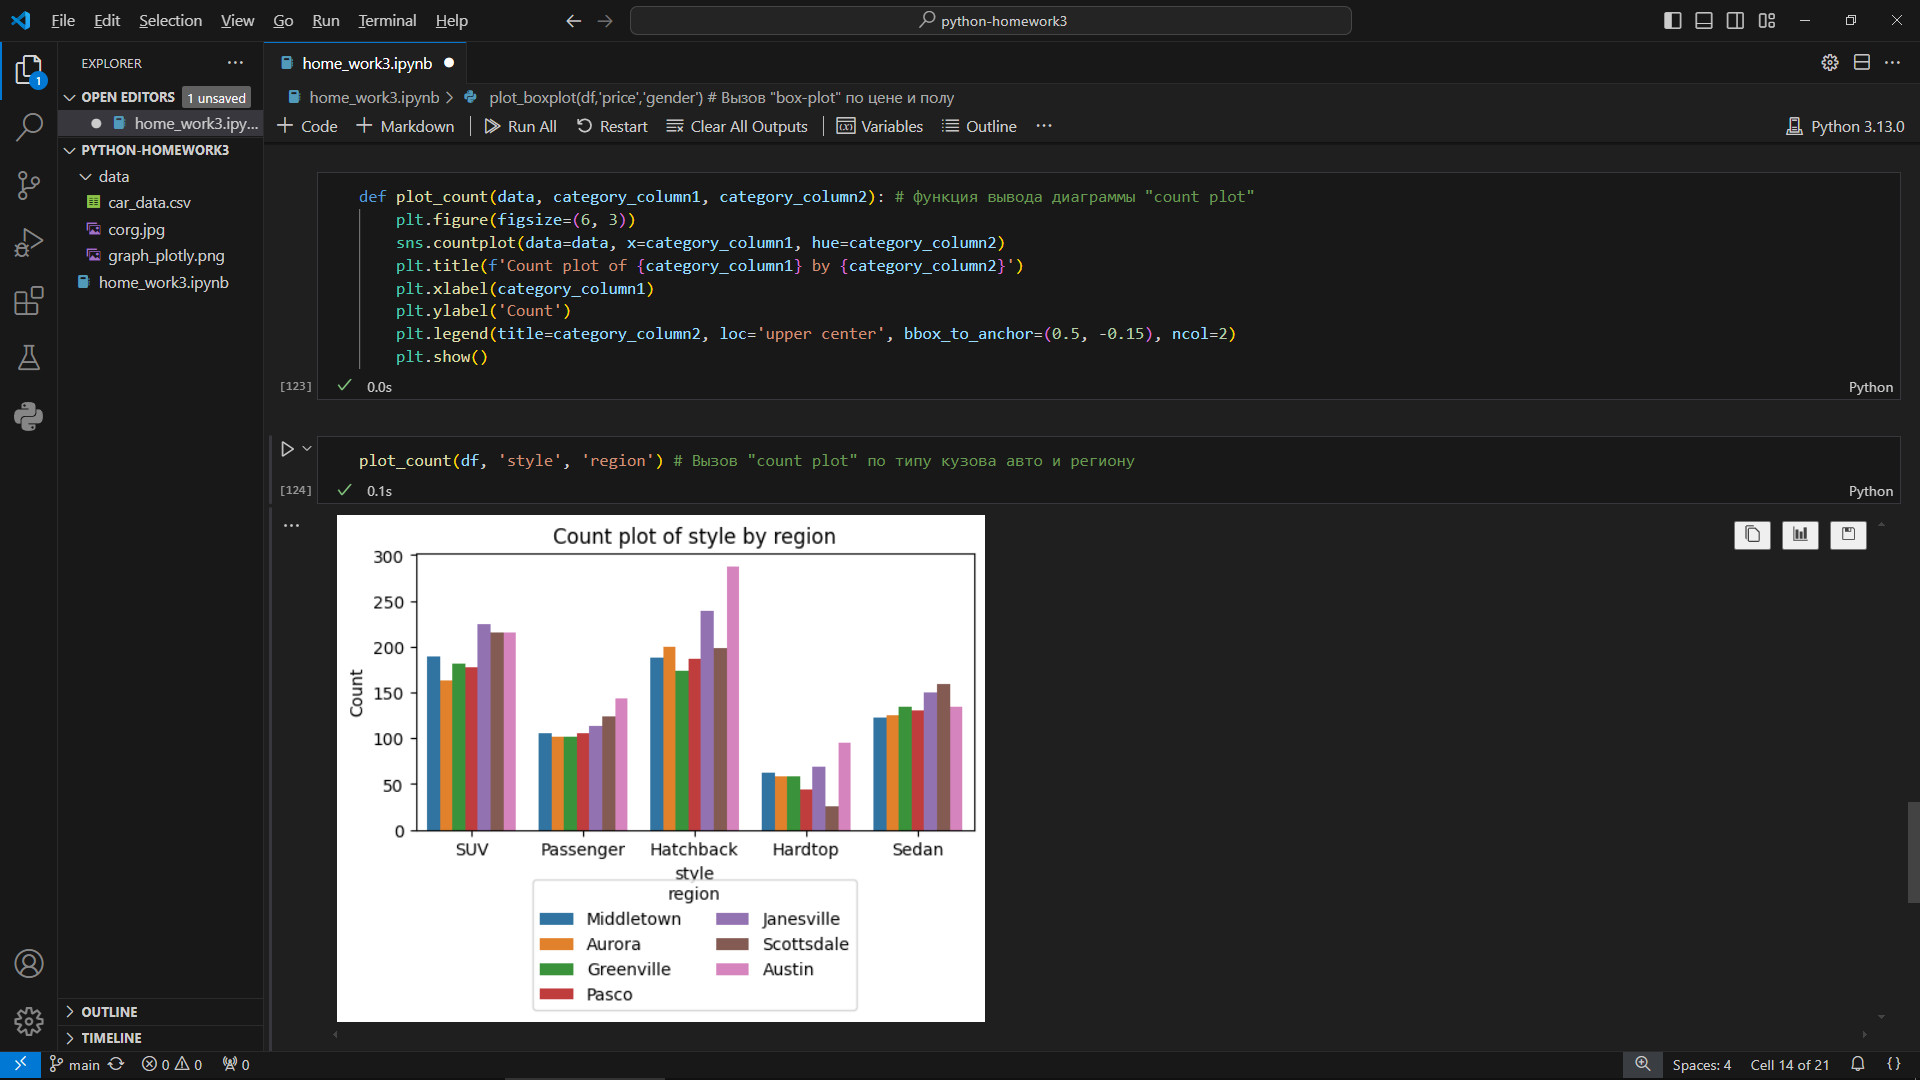 File Edit Selection View Go Run Terminal Help
python-homework3
1
EXPLORER
OPEN EDITORS 1 unsaved
home_work3.ipy...
PYTHON-HOMEWORK3
data
car_data.csv
corg.jpg
graph_plotly.png
home_work3.ipynb
OUTLINE
TIMELINE
home_work3.ipynb
home_work3.ipynb > plot_boxplot(df,'price','gender') # Вызов "box-plot" по цене и полу
Code Markdown Run All Restart Clear All Outputs Variables Outline ... Python 3.13.0
def plot_count(data, category_column1, category_column2): # функция вывода диаграммы "count plot"
plt.figure(figsize=(6, 3))
sns.countplot(data=data, x=category_column1, hue=category_column2)
plt.title(f'Count plot of {category_column1} by {category_column2}')
plt.xlabel(category_column1)
plt.ylabel('Count')
plt.legend(title=category_column2, loc='upper center', bbox_to_anchor=(0.5, -0.15), ncol=2)
plt.show()
[123] 0.0s Python
plot_count(df, 'style', 'region') # Вызов "count plot" по типу кузова авто и региону
[124] 0.1s Python
Count plot of style by region
300
250
200
150
100
50
0
Count
SUV Passenger Hatchback Hardtop Sedan
style
region
Middletown Janesville
Aurora Scottsdale
Greenville Austin
Pasco
main 0 0 0 Spaces: 4 Cell 14 of 21 {}